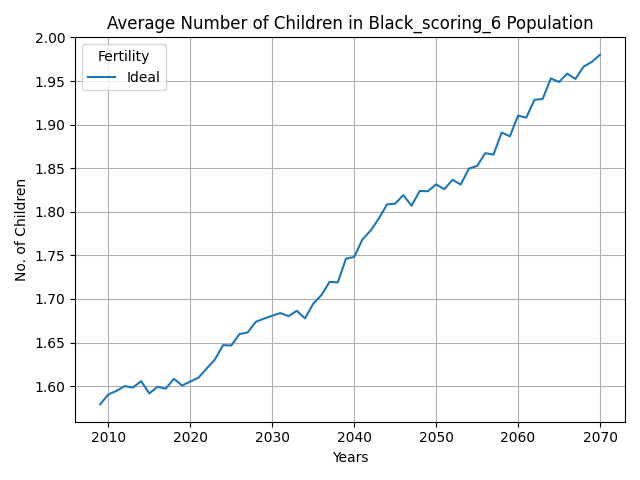 Average Number of Children in Black_scoring_6 Population
Fertility
Ideal
No. of Children
2.00
1.95
1.90
1.85
1.80
1.75
1.70
1.65
1.60
2010 2020 2030 2040 2050 2060 2070
Years